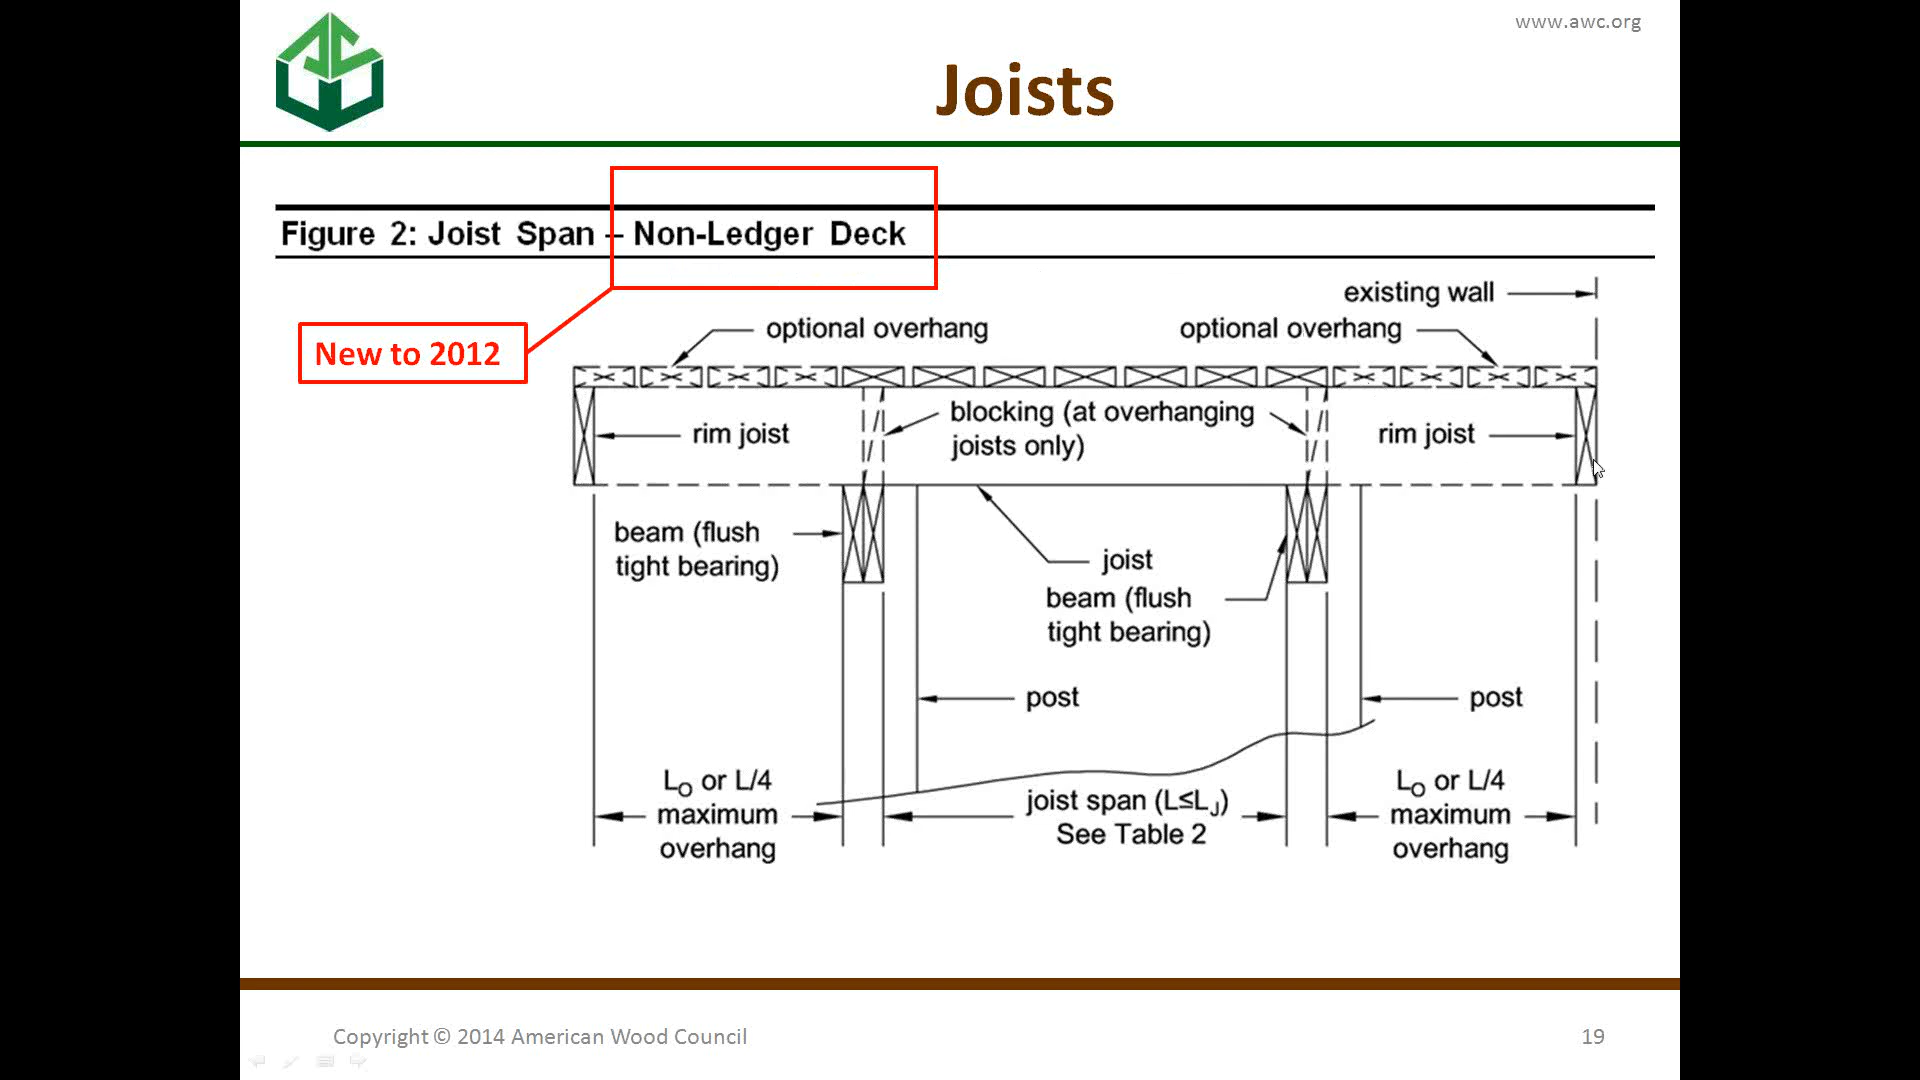 www.awc.org
Joists
Figure 2: Joist Span – Non-Ledger Deck
New to 2012
existing wall
optional overhang
optional overhang
rim joist
blocking (at overhanging
joists only)
rim joist
beam (flush
tight bearing)
joist
beam (flush
tight bearing)
post
post
LO or L/4
maximum
overhang
joist span (L≤LJ)
See Table 2
LO or L/4
maximum
overhang
Copyright © 2014 American Wood Council
19